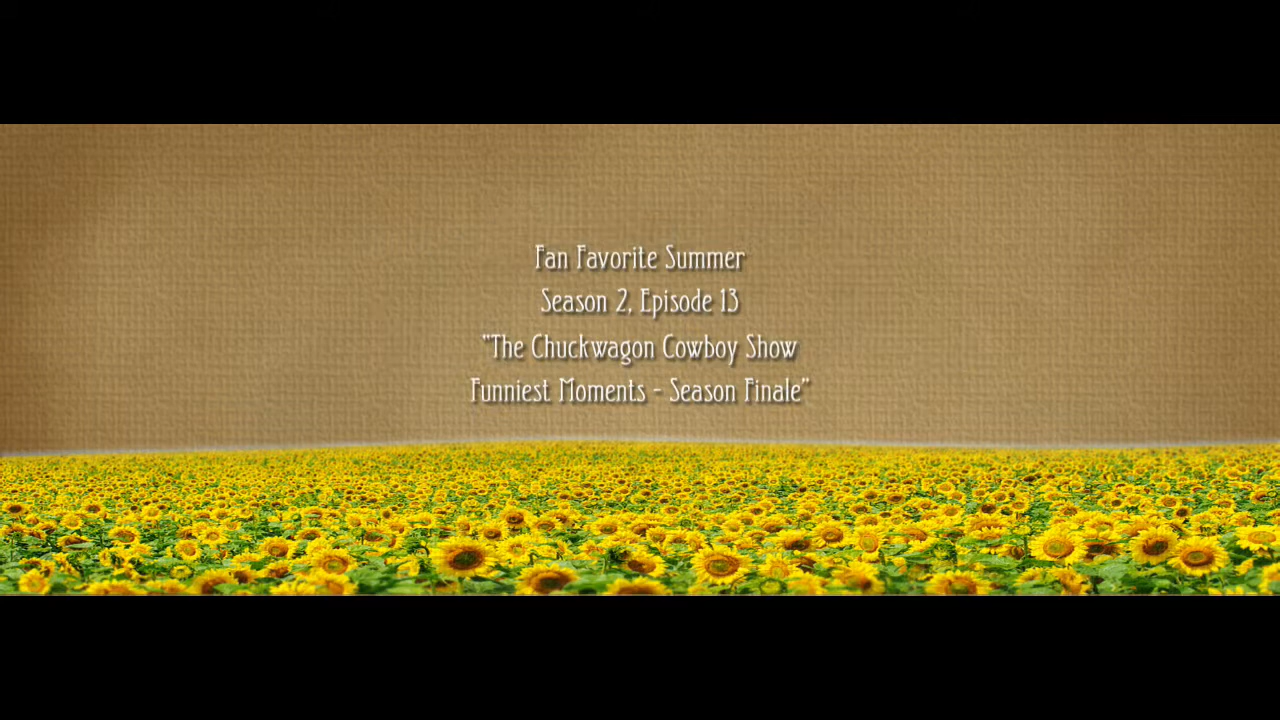 Fan Favorite Summer
Season 2, Episode 13
"The Chuckwagon Cowboy Show
Funniest Moments - Season Finale"